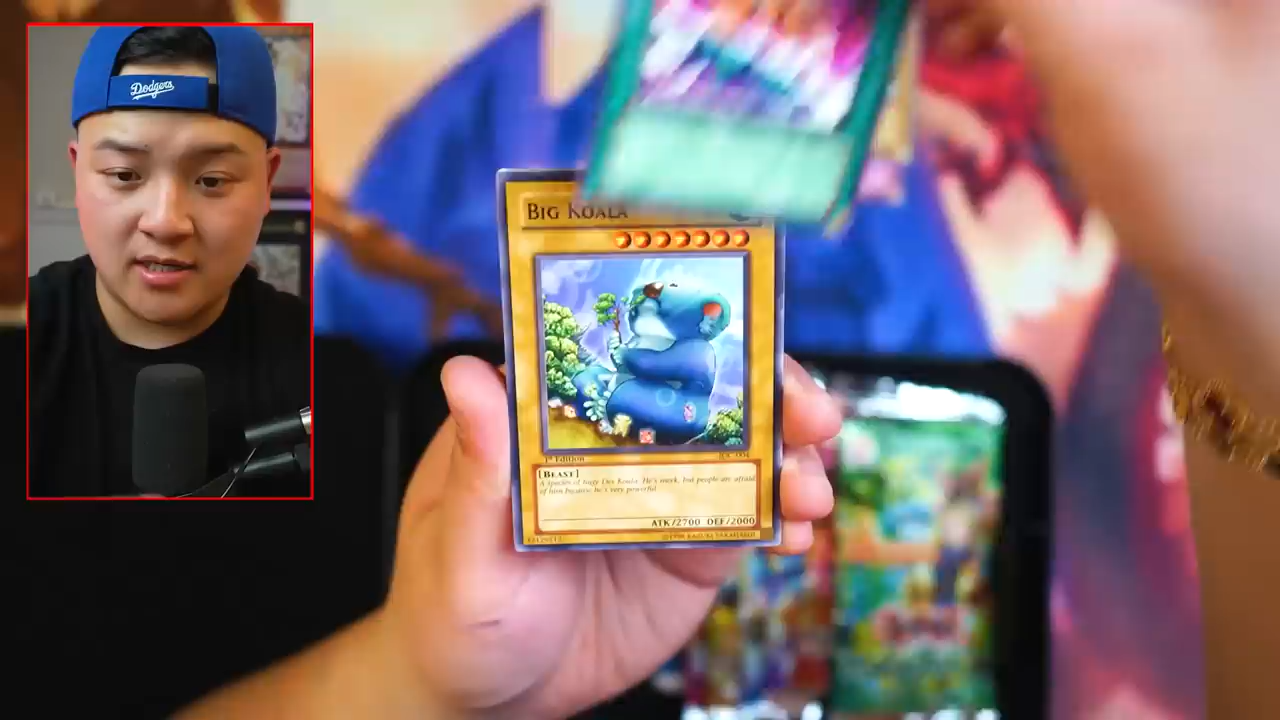 Dodgers
BIG KOALA
1st Edition
[BEAST]
A species of huge Des Koala. He's meek, but people are afraid
of him because he's very powerful.
ATK/2700 DEF/2000